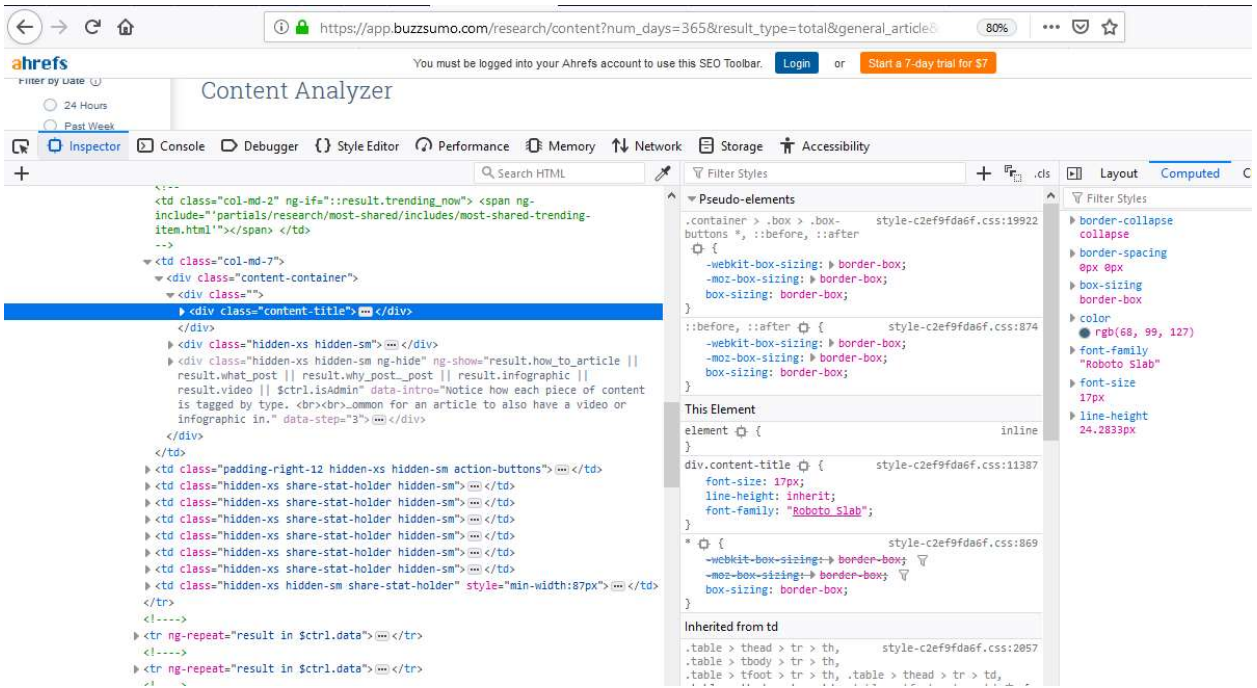 https://app.buzzsumo.com/research/content?num_days=365&result_type=total&general_article&
80%
ahrefs
You must be logged into your Ahrefs account to use this SEO Toolbar.
Login
or
Start a 7-day trial for $7
Filter by Date
24 Hours
Past Week
Content Analyzer
Inspector
Console
Debugger
{} Style Editor
Performance
Memory
Network
Storage
Accessibility
+
Search HTML
<!--
<td class="col-md-2" ng-if="::result.trending_now"> <span ng-
include="'partials/research/most-shared/includes/most-shared-trending-
item.html'"></span> </td>
-->
<td class="col-md-7">
<div class="content-container">
<div class="">
<div class="content-title"> ••• </div>
</div>
<div class="hidden-xs hidden-sm"> ••• </div>
<div class="hidden-xs hidden-sm ng-hide" ng-show="result.how_to_article ||
result.what_post || result.why_post_…_post || result.infographic ||
result.video || $ctrl.isAdmin" data-intro="Notice how each piece of content
is tagged by type. <br><br>…ommon for an article to also have a video or
infographic in." data-step="3"> ••• </div>
</div>
</td>
<td class="padding-right-12 hidden-xs hidden-sm action-buttons"> ••• </td>
<td class="hidden-xs share-stat-holder hidden-sm"> ••• </td>
<td class="hidden-xs share-stat-holder hidden-sm"> ••• </td>
<td class="hidden-xs share-stat-holder hidden-sm"> ••• </td>
<td class="hidden-xs share-stat-holder hidden-sm"> ••• </td>
<td class="hidden-xs share-stat-holder hidden-sm"> ••• </td>
<td class="hidden-xs share-stat-holder hidden-sm"> ••• </td>
<td class="hidden-xs hidden-sm share-stat-holder" style="min-width:87px"> ••• </td>
</tr>
<!---->
<tr ng-repeat="result in $ctrl.data"> ••• </tr>
<!---->
<tr ng-repeat="result in $ctrl.data"> ••• </tr>
Filter Styles
+
.cls
Pseudo-elements
.container > .box > .box- style-c2ef9fda6f.css:19922
buttons *, ::before, ::after
{
-webkit-box-sizing: border-box;
-moz-box-sizing: border-box;
box-sizing: border-box;
}
::before, ::after { style-c2ef9fda6f.css:874
-webkit-box-sizing: border-box;
-moz-box-sizing: border-box;
box-sizing: border-box;
}
This Element
element { inline
}
div.content-title { style-c2ef9fda6f.css:11387
font-size: 17px;
line-height: inherit;
font-family: "Roboto Slab";
}
* { style-c2ef9fda6f.css:869
-webkit-box-sizing: border-box;
-moz-box-sizing: border-box;
box-sizing: border-box;
}
Inherited from td
.table > thead > tr > th, style-c2ef9fda6f.css:2057
.table > tbody > tr > th,
.table > tfoot > tr > th, .table > thead > tr > td,
Layout
Computed
Filter Styles
border-collapse
collapse
border-spacing
0px 0px
box-sizing
border-box
color
rgb(68, 99, 127)
font-family
"Roboto Slab"
font-size
17px
line-height
24.2833px